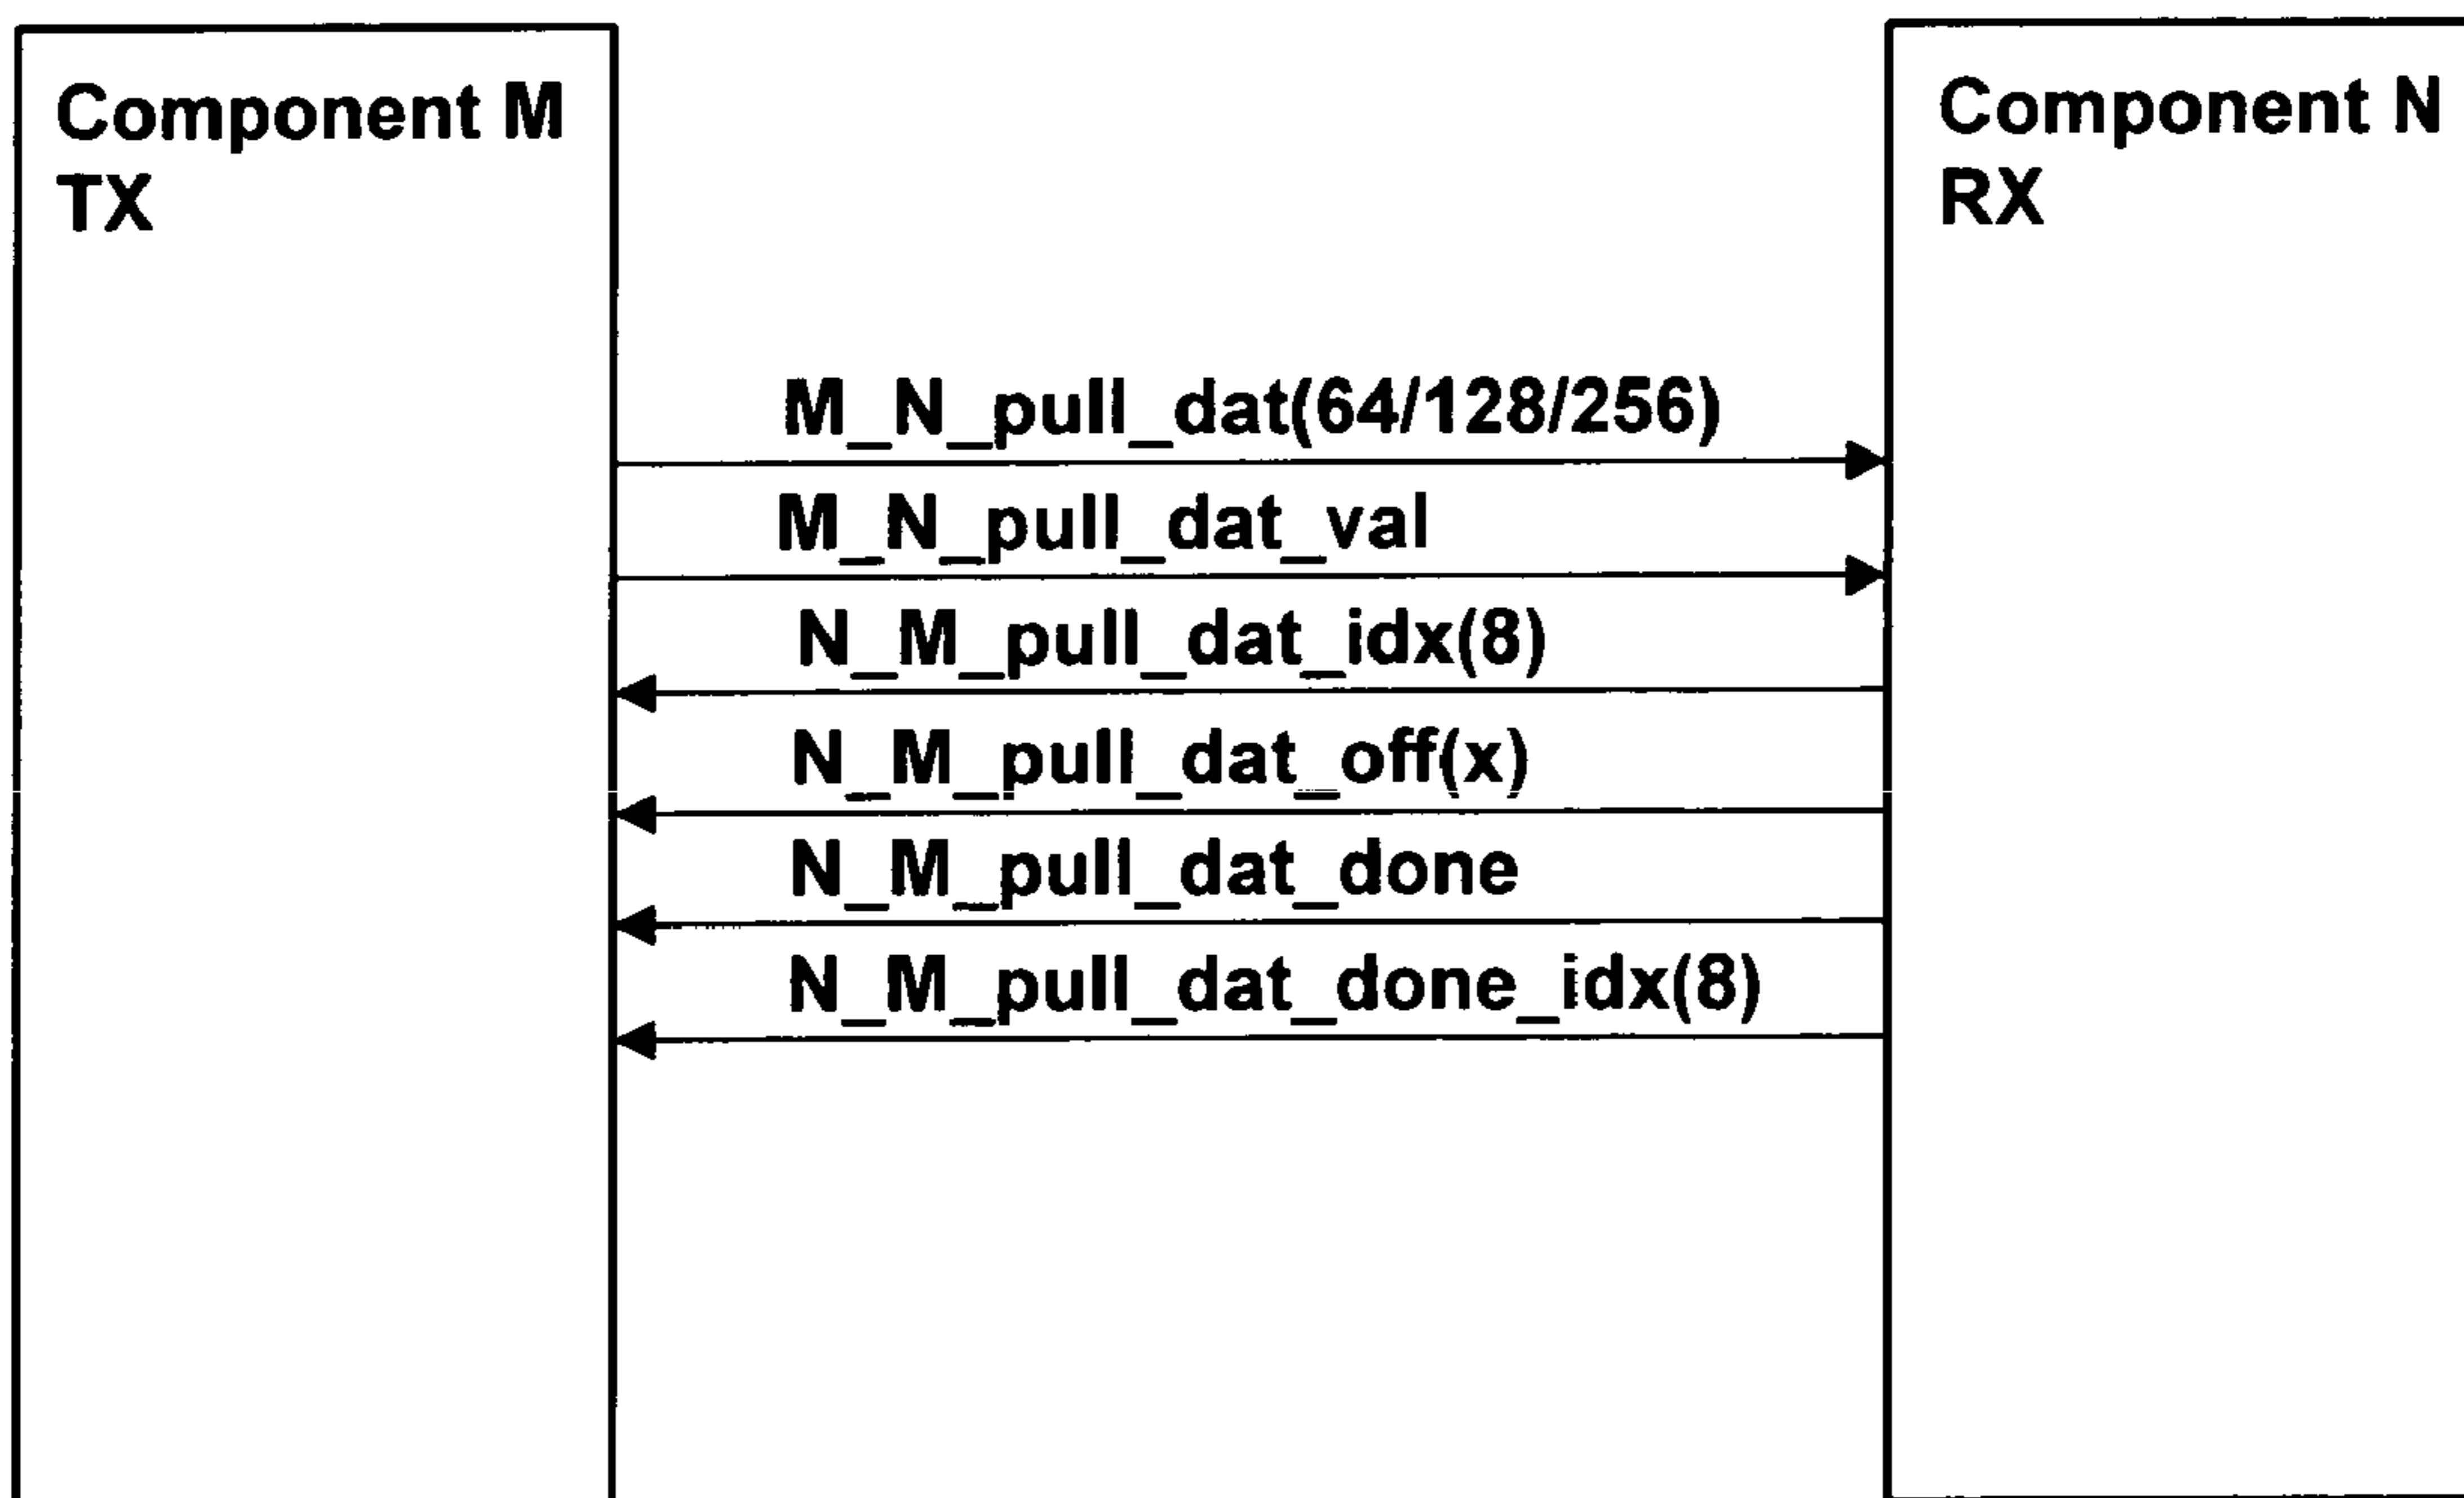 Component M
TX
Component N
RX
M_N_pull_dat(64/128/256)
M_N_pull_dat_val
N_M_pull_dat_idx(8)
N_M_pull_dat_off(x)
N_M_pull_dat_done
N_M_pull_dat_done_idx(8)